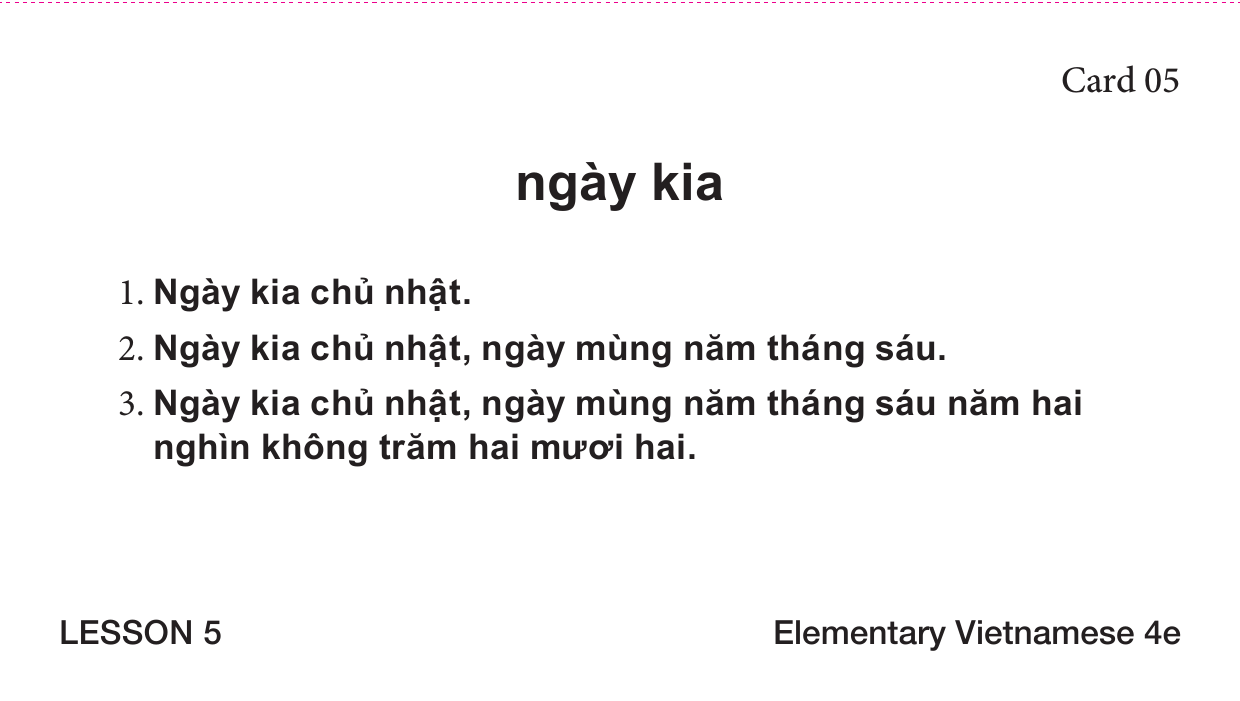 Card 05
ngày kia
1. Ngày kia chủ nhật.
2. Ngày kia chủ nhật, ngày mùng năm tháng sáu.
3. Ngày kia chủ nhật, ngày mùng năm tháng sáu năm hai
nghìn không trăm hai mươi hai.
LESSON 5
Elementary Vietnamese 4e